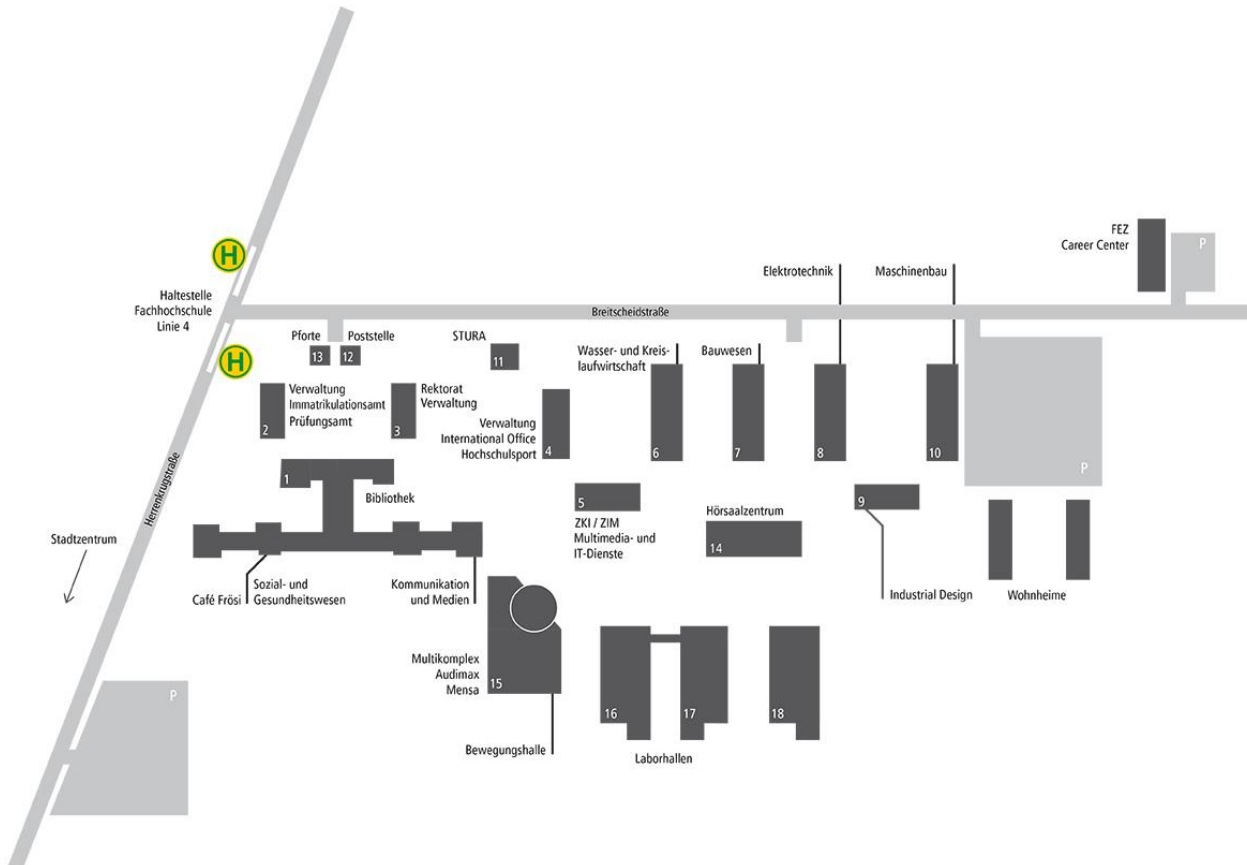 H
Haltestelle
Fachhochschule
Linie 4
H
Herrenkrugstraße
Stadtzentrum
P
Breitscheidstraße
FEZ
Career Center
P
Elektrotechnik
Maschinenbau
Pforte
13
Poststelle
12
STURA
11
Wasser- und Kreis-
laufwirtschaft
6
Bauwesen
7
8
10
P
2
Verwaltung
Immatrikulationsamt
Prüfungsamt
3
Rektorat
Verwaltung
Verwaltung
International Office
Hochschulsport
4
1
Bibliothek
5
ZKI / ZIM
Multimedia- und
IT-Dienste
Hörsaalzentrum
14
9
Industrial Design
Wohnheime
Café Frösi
Sozial- und
Gesundheitswesen
Kommunikation
und Medien
Multikomplex
Audimax
Mensa
15
Bewegungshalle
16
17
18
Laborhallen